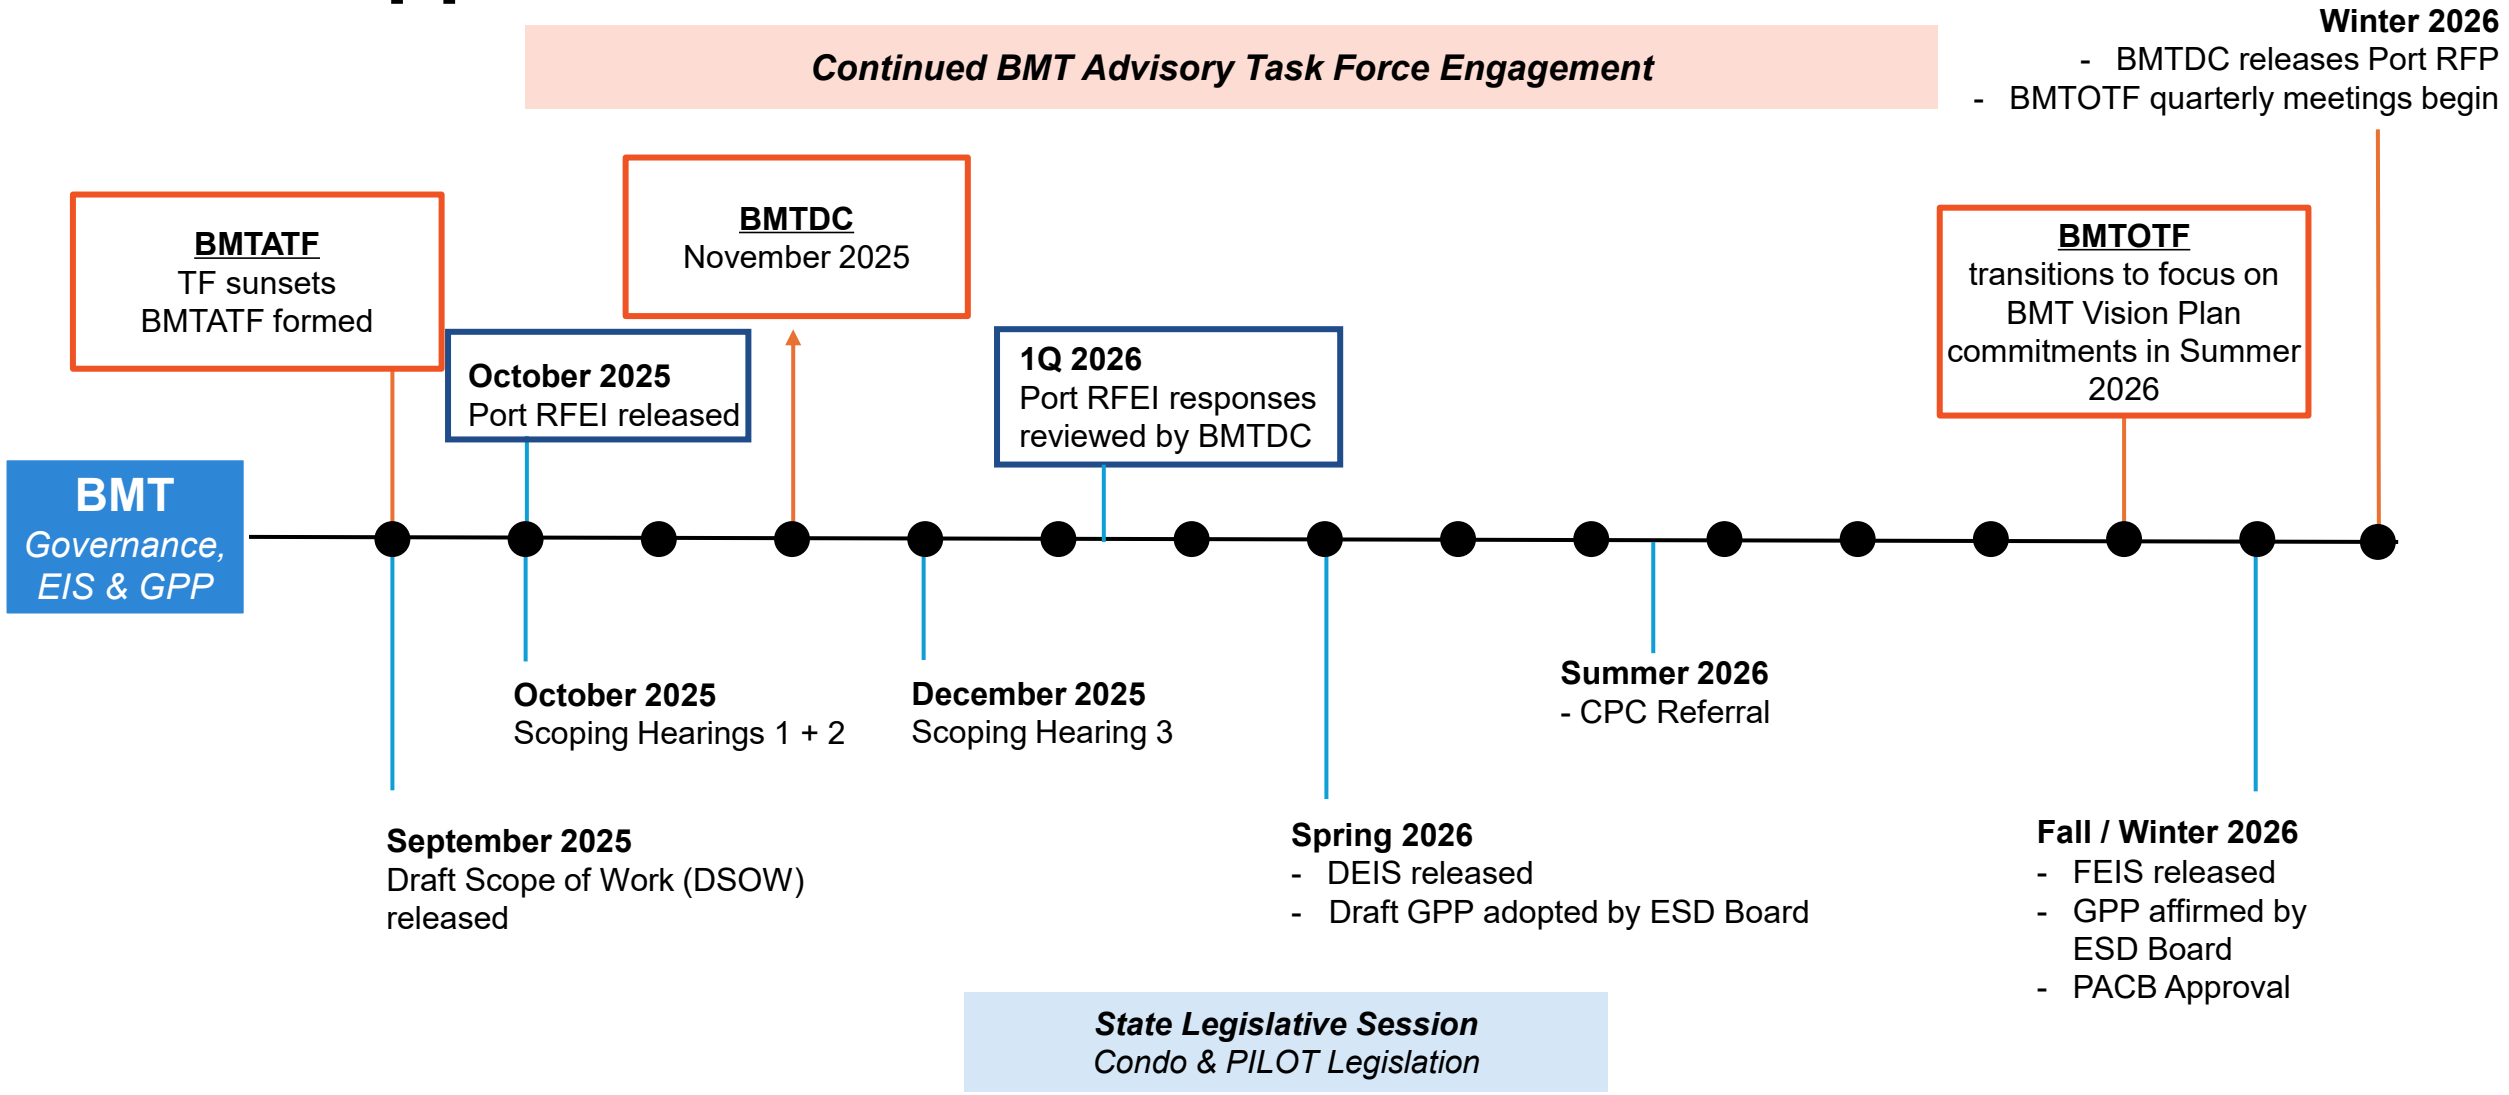 Continued BMT Advisory Task Force Engagement
Winter 2026
- BMTDC releases Port RFP
- BMTOTF quarterly meetings begin
BMTATF
TF sunsets
BMTATF formed
BMTDC
November 2025
BMTOTF
transitions to focus on
BMT Vision Plan
commitments in Summer
2026
October 2025
Port RFEI released
1Q 2026
Port RFEI responses
reviewed by BMTDC
BMT
Governance,
EIS & GPP
October 2025
Scoping Hearings 1 + 2
December 2025
Scoping Hearing 3
Summer 2026
- CPC Referral
September 2025
Draft Scope of Work (DSOW)
released
Spring 2026
- DEIS released
- Draft GPP adopted by ESD Board
Fall / Winter 2026
- FEIS released
- GPP affirmed by
ESD Board
- PACB Approval
State Legislative Session
Condo & PILOT Legislation